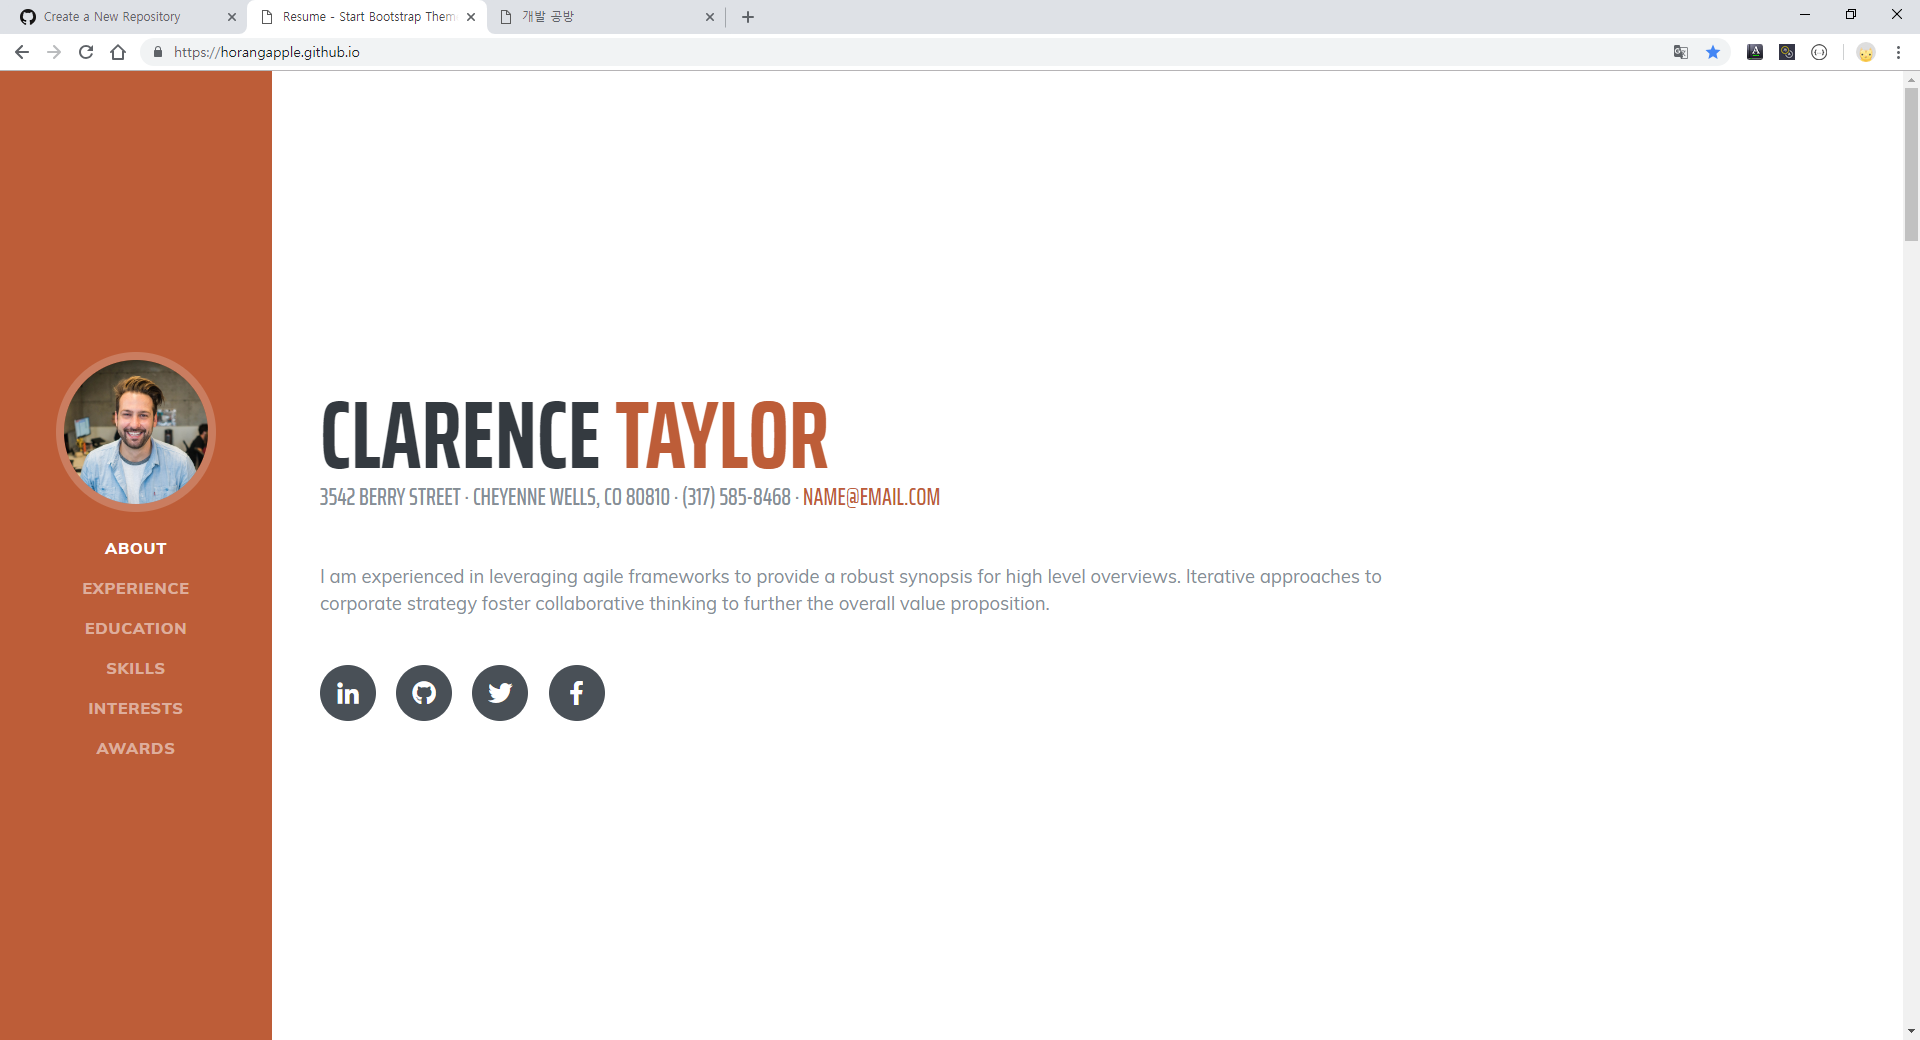 Create a New Repository
Resume - Start Bootstrap Them
개발 공방
https://horangapple.github.io
CLARENCE TAYLOR
3542 BERRY STREET · CHEYENNE WELLS, CO 80810 · (317) 585-8468 · NAME@EMAIL.COM
I am experienced in leveraging agile frameworks to provide a robust synopsis for high level overviews. Iterative approaches to
corporate strategy foster collaborative thinking to further the overall value proposition.
ABOUT
EXPERIENCE
EDUCATION
SKILLS
INTERESTS
AWARDS